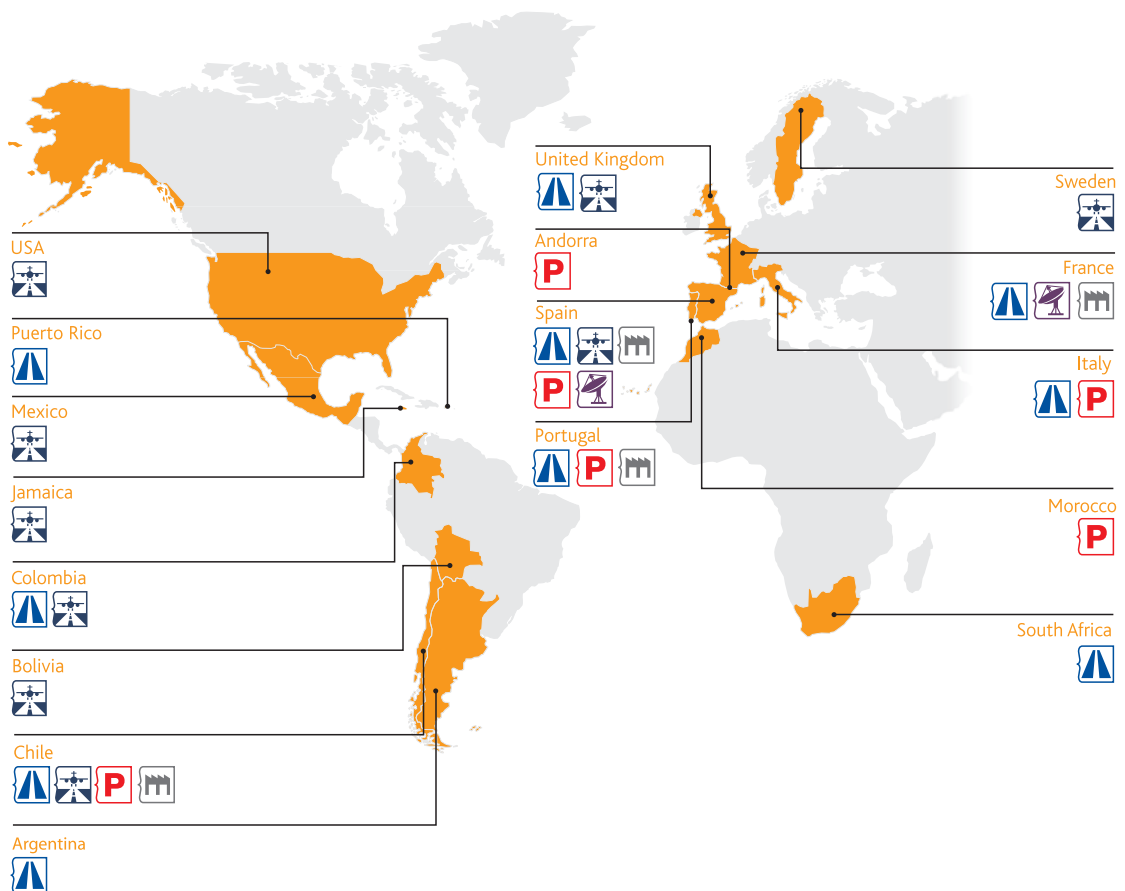 USA
Puerto Rico
Mexico
Jamaica
Colombia
Bolivia
Chile
P
Argentina
United Kingdom
Andorra
P
Spain
P
Portugal
P
Sweden
France
Italy
P
Morocco
P
South Africa